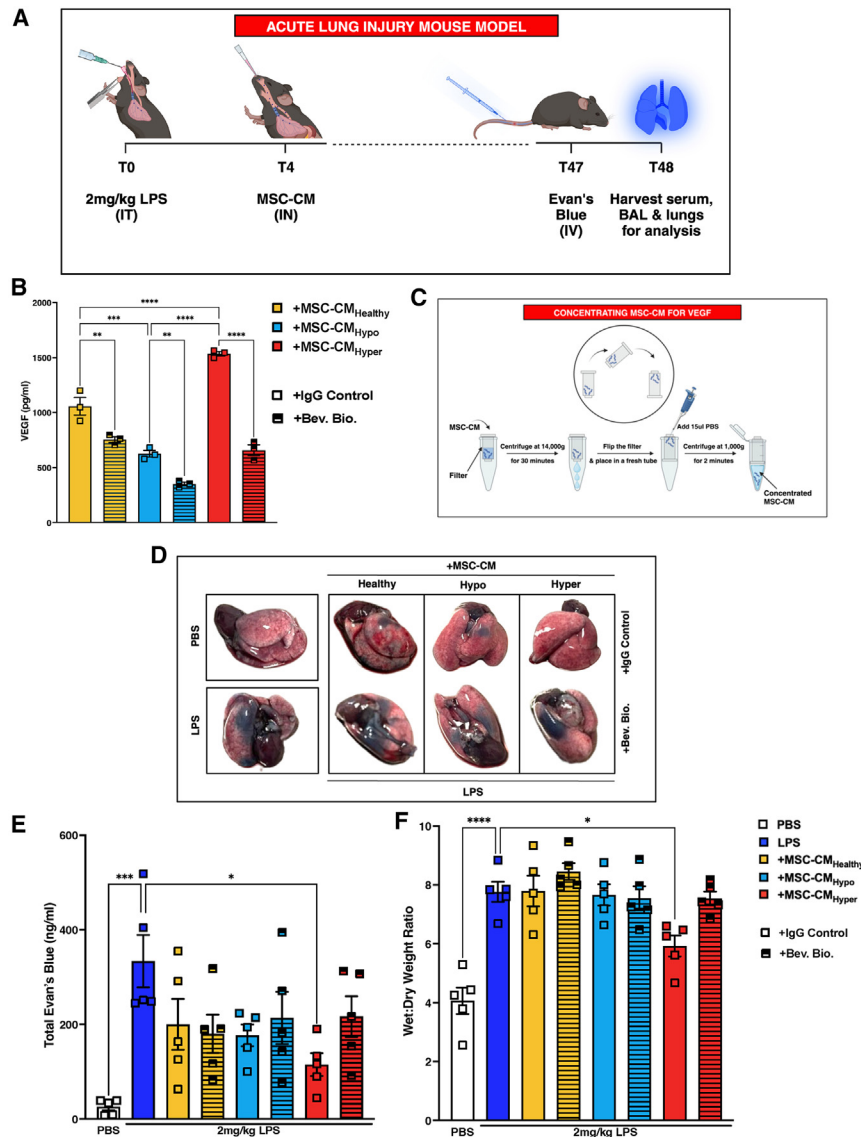 A
ACUTE LUNG INJURY MOUSE MODEL
T0
T4
T47
T48
2mg/kg LPS
(IT)
MSC-CM
(IN)
Evan's
Blue
(IV)
Harvest serum,
BAL & lungs
for analysis
B
VEGF (pg/ml)
2000
1500
1000
500
0
****
***
****
**
**
****
+MSC-CMHealthy
+MSC-CMHypo
+MSC-CMHyper
+IgG Control
+Bev. Bio.
C
CONCENTRATING MSC-CM FOR VEGF
MSC-CM
Filter
Centrifuge at 14,000g
for 30 minutes
Flip the filter
& place in a fresh tube
Add 15ul PBS
Centrifuge at 1,000g
for 2 minutes
Concentrated
MSC-CM
D
+MSC-CM
Healthy
Hypo
Hyper
PBS
LPS
+IgG Control
+Bev. Bio.
LPS
E
Total Evan's Blue (ng/ml)
600
400
200
0
***
*
PBS
2mg/kg LPS
F
Wet:Dry Weight Ratio
10
8
6
4
2
0
****
*
PBS
2mg/kg LPS
PBS
LPS
+MSC-CMHealthy
+MSC-CMHypo
+MSC-CMHyper
+IgG Control
+Bev. Bio.